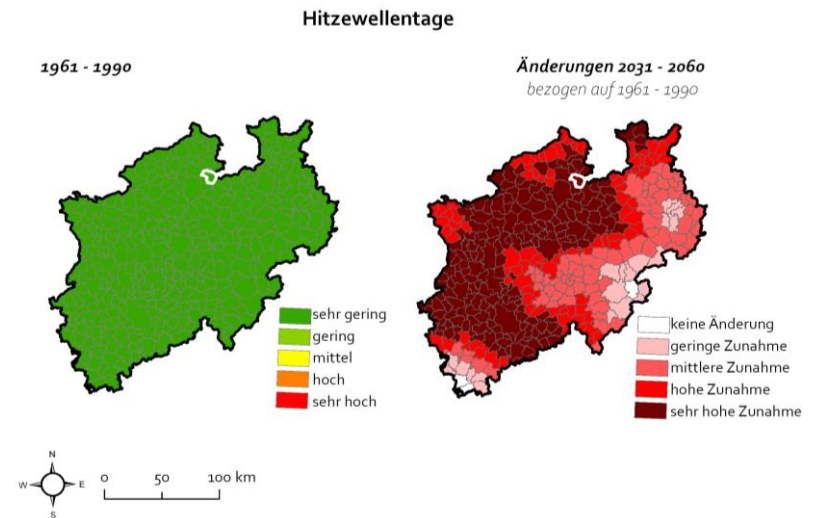 Hitzewellentage
1961 - 1990
Änderungen 2031 - 2060
bezogen auf 1961 - 1990
sehr gering
gering
mittel
hoch
sehr hoch
keine Änderung
geringe Zunahme
mittlere Zunahme
hohe Zunahme
sehr hohe Zunahme
N
W E
S
0 50 100 km